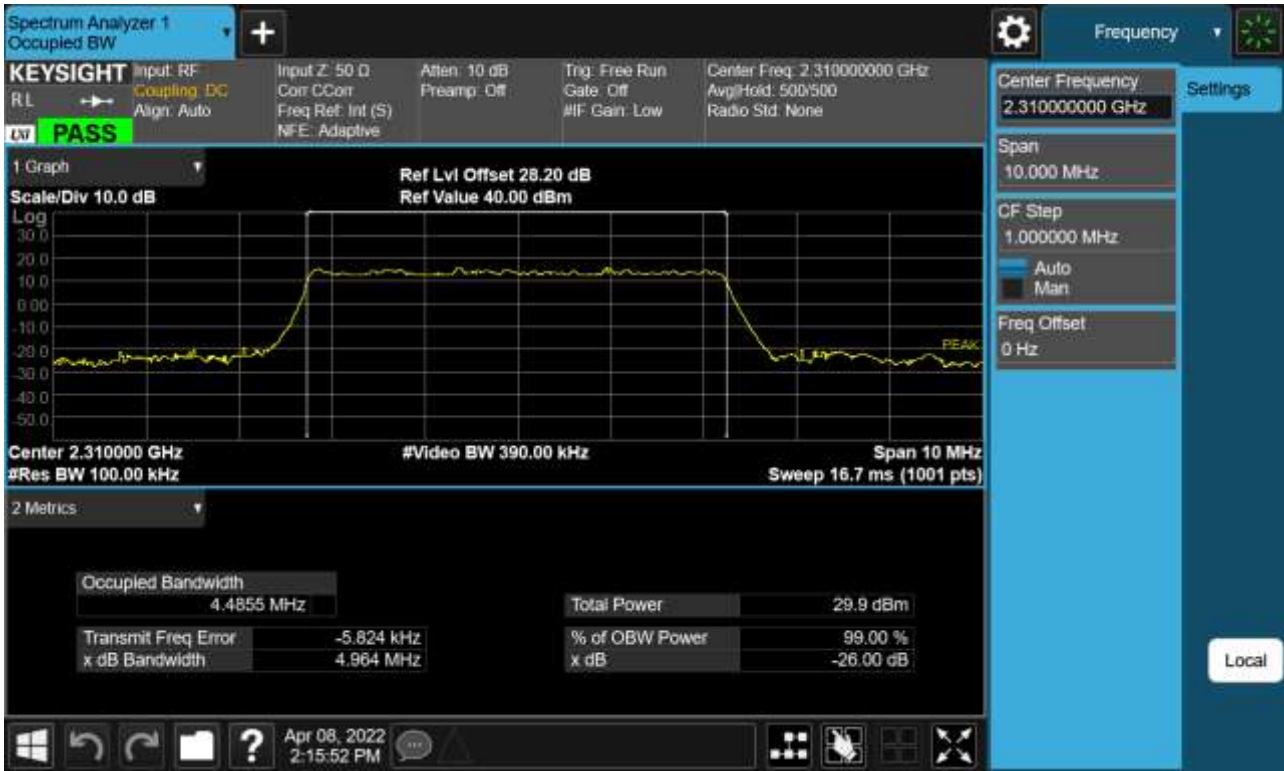 Spectrum Analyzer 1
Occupied BW
+
Frequency
KEYSIGHT
RL
LXI
PASS
Input: RF
Coupling: DC
Align: Auto
Input Z: 50 Ω
Corr CCorr
Freq Ref: Int (S)
NFE: Adaptive
Atten: 10 dB
Preamp: Off
Trig: Free Run
Gate: Off
#IF Gain: Low
Center Freq: 2.310000000 GHz
Avg|Hold: 500/500
Radio Std: None
1 Graph
Scale/Div 10.0 dB
Ref Lvl Offset 28.20 dB
Ref Value 40.00 dBm
Log
30.0
20.0
10.0
0.00
-10.0
-20.0
-30.0
-40.0
-50.0
PEAK
Center 2.310000 GHz
#Video BW 390.00 kHz
Span 10 MHz
#Res BW 100.00 kHz
Sweep 16.7 ms (1001 pts)
2 Metrics
Occupied Bandwidth
4.4855 MHz
Total Power 29.9 dBm
Transmit Freq Error -5.824 kHz
% of OBW Power 99.00 %
x dB Bandwidth 4.964 MHz
x dB -26.00 dB
Center Frequency
2.310000000 GHz
Settings
Span
10.000 MHz
CF Step
1.000000 MHz
Auto
Man
Freq Offset
0 Hz
Local
?
Apr 08, 2022
2:15:52 PM